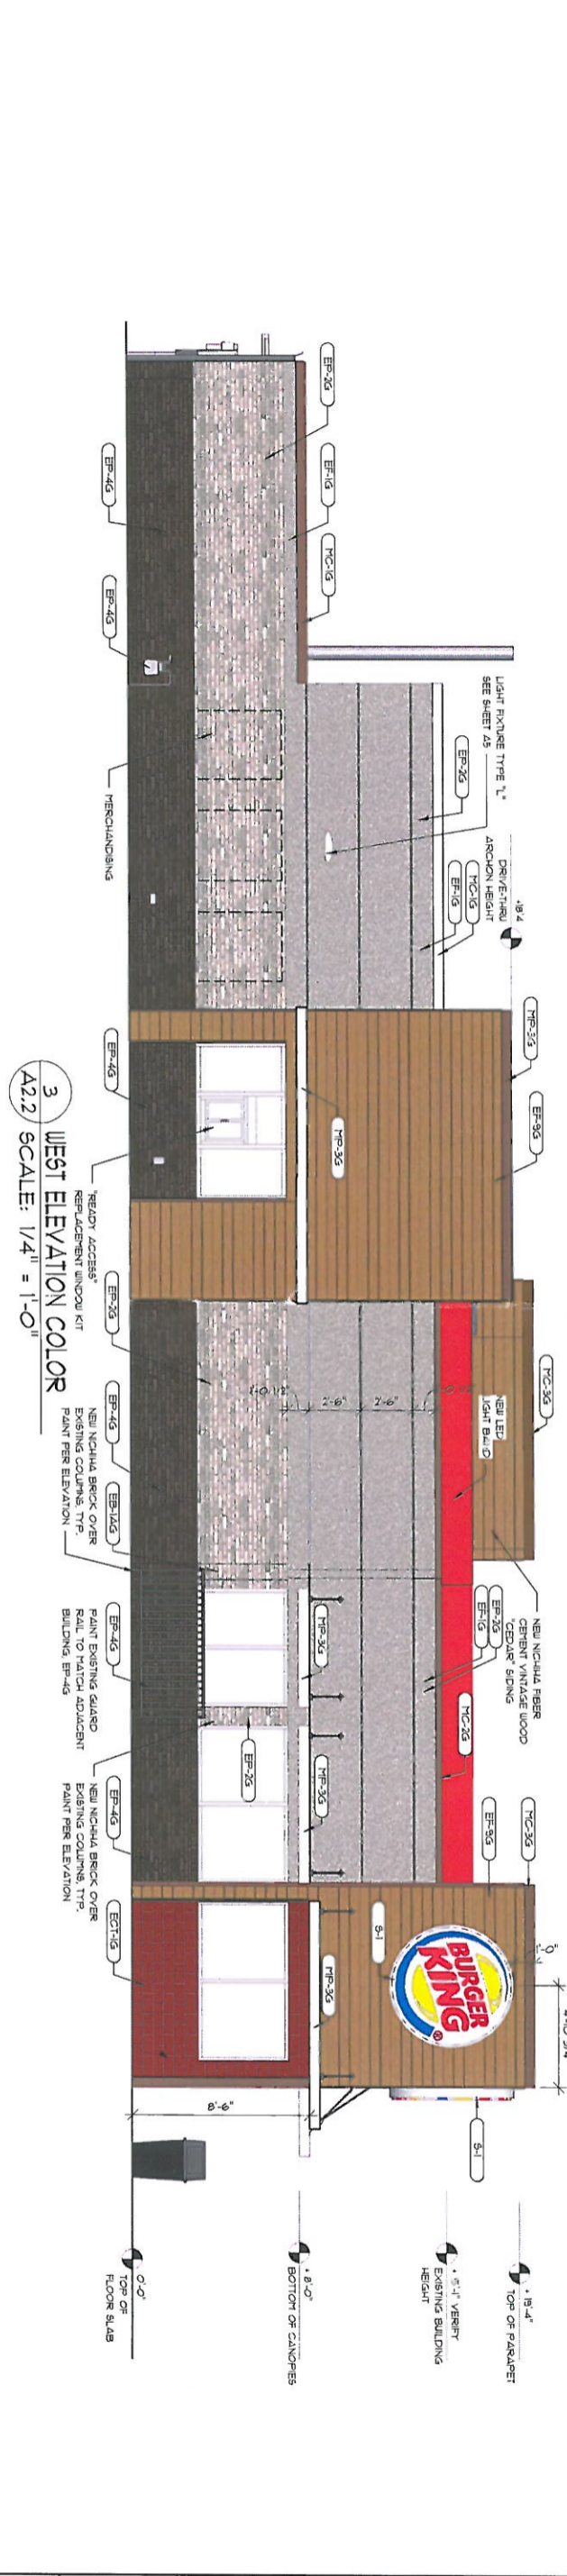 EP-2G
EF-1G
MC-1G
EP-4G
EP-4G
LIGHT FIXTURE TYPE "L"
SEE SHEET A5
EP-2G
MERCHANDISING
+18'4
DRIVE-THRU
ARCHON HEIGHT
MC-1G
EF-1G
MP-3G
EF-9G
MP-3G
EP-4G
"READY ACCESS"
REPLACEMENT WINDOW KIT
EP-2G
MC-3G
NEW LED
LIGHT BAND
2'-6"
2'-6"
EP-4G
NEW NICHIHA BRICK OVER
EXISTING COLUMNS, TYP.
PAINT PER ELEVATION
EB-1AG
NEW NICHIHA FIBER
CEMENT VINTAGE WOOD
"CEDAR" SIDING
EP-2G
EF-1G
MC-2G
MP-3G
EP-4G
PAINT EXISTING GUARD
RAIL TO MATCH ADJACENT
BUILDING, EP-4G
EP-2G
MP-3G
EP-4G
NEW NICHIHA BRICK OVER
EXISTING COLUMNS, TYP.
PAINT PER ELEVATION
MC-3G
EF-9G
ECT-1G
S-1
BURGER
KING®
MP-3G
S-1
8'-6"
+ 19'-4"
TOP OF PARAPET
VERIFY
EXISTING BUILDING
HEIGHT
+ 8'-0"
BOTTOM OF CANOPIES
0'-0"
TOP OF
FLOOR SLAB
3
A2.2
WEST ELEVATION COLOR
SCALE: 1/4" = 1'-0"